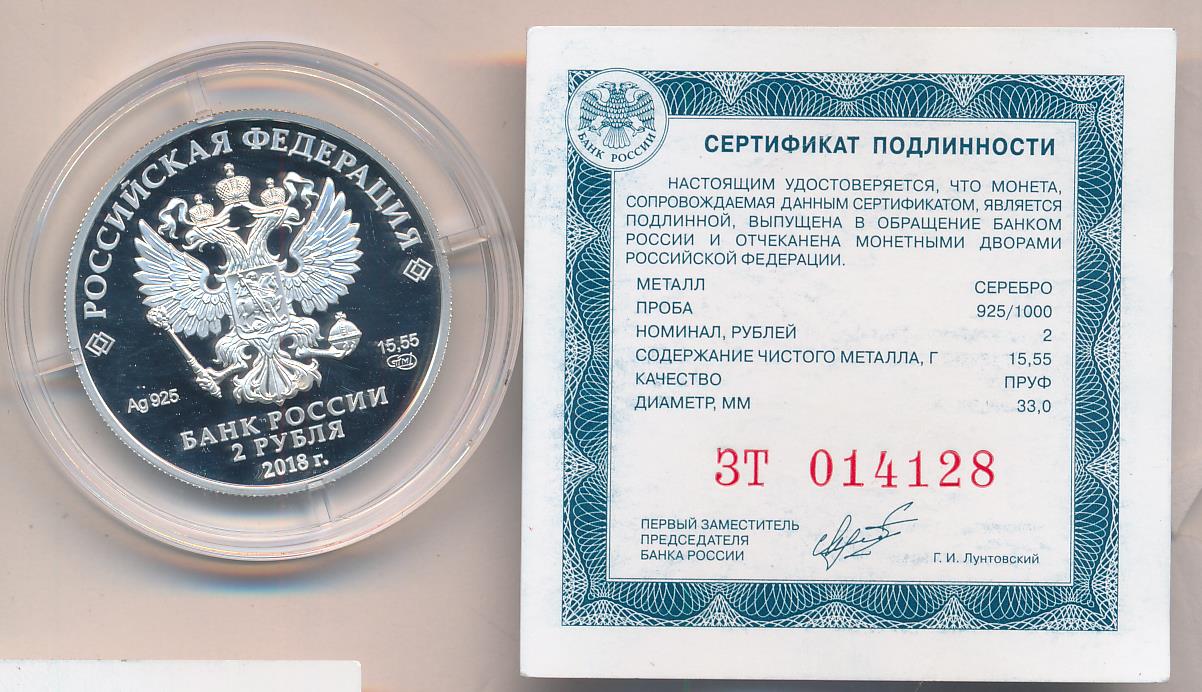 РОССИЙСКАЯ ФЕДЕРАЦИЯ
15,55
СПМД
Ag 925
БАНК РОССИИ
2 РУБЛЯ
2018 г.
БАНК РОССИИ
СЕРТИФИКАТ ПОДЛИННОСТИ
НАСТОЯЩИМ УДОСТОВЕРЯЕТСЯ, ЧТО МОНЕТА,
СОПРОВОЖДАЕМАЯ ДАННЫМ СЕРТИФИКАТОМ, ЯВЛЯЕТСЯ
ПОДЛИННОЙ, ВЫПУЩЕНА В ОБРАЩЕНИЕ БАНКОМ
РОССИИ И ОТЧЕКАНЕНА МОНЕТНЫМИ ДВОРАМИ
РОССИЙСКОЙ ФЕДЕРАЦИИ.
МЕТАЛЛ СЕРЕБРО
ПРОБА 925/1000
НОМИНАЛ, РУБЛЕЙ 2
СОДЕРЖАНИЕ ЧИСТОГО МЕТАЛЛА, Г 15,55
КАЧЕСТВО ПРУФ
ДИАМЕТР, ММ 33,0
ЗТ 014128
ПЕРВЫЙ ЗАМЕСТИТЕЛЬ
ПРЕДСЕДАТЕЛЯ
БАНКА РОССИИ
Г. И. Лунтовский